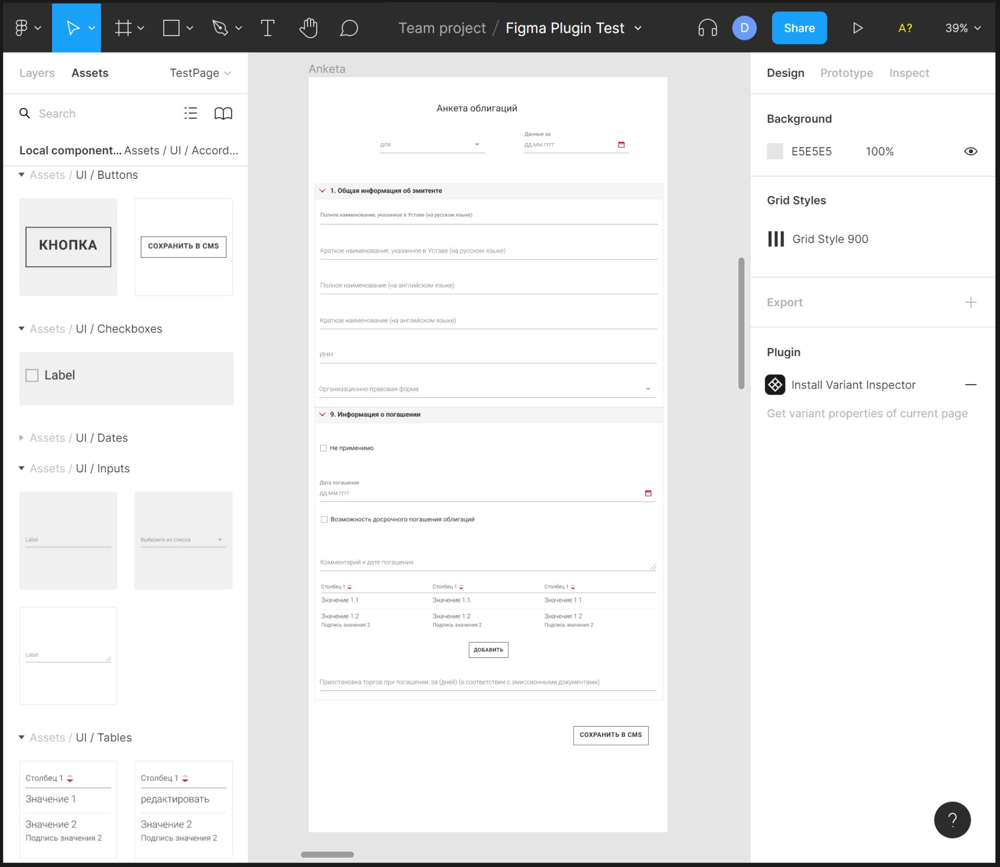 Team project / Figma Plugin Test
D
Share
A?
39%
Layers
Assets
TestPage
Search
Local component... Assets / UI / Accord...
Assets / UI / Buttons
КНОПКА
СОХРАНИТЬ В CMS
Assets / UI / Checkboxes
Label
Assets / UI / Dates
Assets / UI / Inputs
Label
Выберите из списка
Label
Assets / UI / Tables
Столбец 1
Значение 1
Значение 2
Подпись значения 2
Столбец 1
редактировать
Значение 2
Подпись значения 2
Anketa
Анкета облигаций
для
Данные за:
дд.мм.гггг
1. Общая информация об эмитенте
Полное наименование, указанное в Уставе (на русском языке)
Краткое наименование, указанное в Уставе (на русском языке)
Полное наименование (на английском языке)
Краткое наименование (на английском языке)
ИНН
Организационно-правовая форма
9. Информация о погашении
Не применимо
Дата погашения
дд.мм.гггг
Возможность досрочного погашения облигаций
Комментарий к дате погашения
Столбец 1 Столбец 1 Столбец 1
Значение 1.1 Значение 1.1 Значение 1.1
Значение 1.2 Значение 1.2 Значение 1.2
Подпись значения 2 Подпись значения 2 Подпись значения 2
ДОБАВИТЬ
Приостановка торгов при погашении, за (дней) (в соответствии с эмиссионными документами)
СОХРАНИТЬ В CMS
Design
Prototype
Inspect
Background
E5E5E5 100%
Grid Styles
Grid Style 900
Export
Plugin
Install Variant Inspector
Get variant properties of current page
?